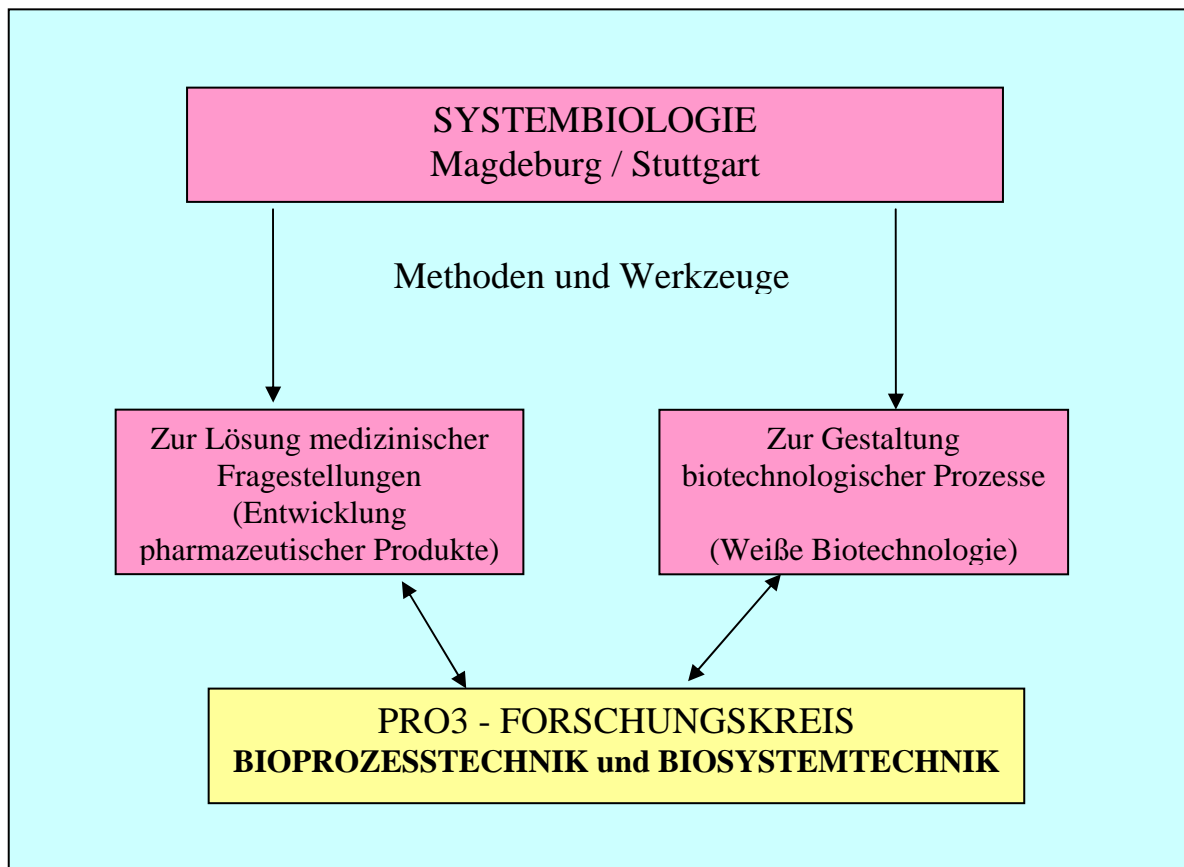 SYSTEMBIOLOGIE
Magdeburg / Stuttgart
Methoden und Werkzeuge
Zur Lösung medizinischer
Fragestellungen
(Entwicklung
pharmazeutischer Produkte)
Zur Gestaltung
biotechnologischer Prozesse
(Weiße Biotechnologie)
PRO3 - FORSCHUNGSKREIS
BIOPROZESSTECHNIK und BIOSYSTEMTECHNIK